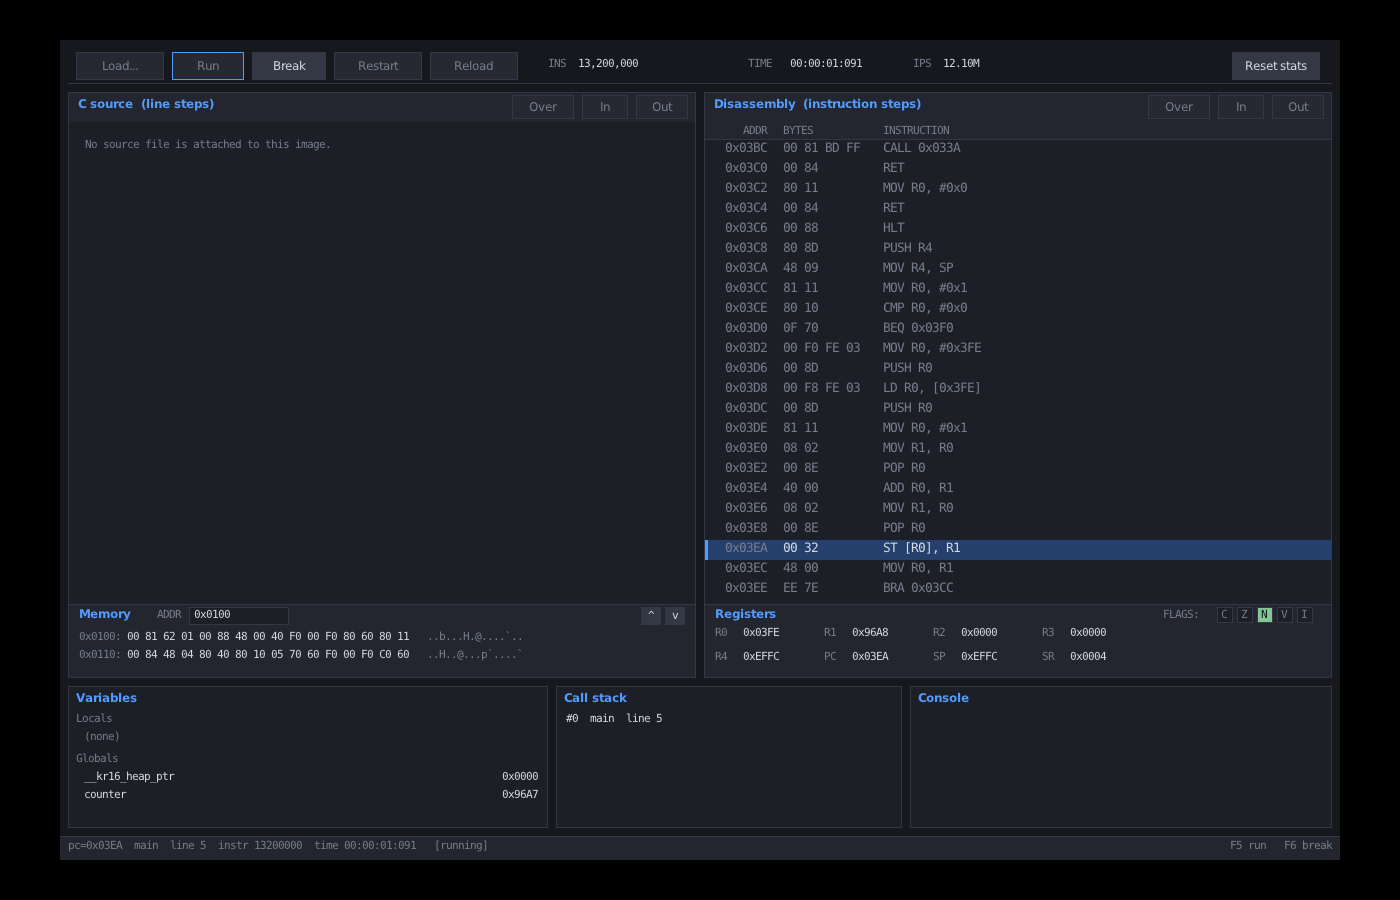 Load... Run Break Restart Reload INS 13,200,000 TIME 00:00:01:091 IPS 12.10M Reset stats
C source (line steps) Over In Out
No source file is attached to this image.
Disassembly (instruction steps) Over In Out
ADDR BYTES INSTRUCTION
0x03BC 00 81 BD FF CALL 0x033A
0x03C0 00 84 RET
0x03C2 80 11 MOV R0, #0x0
0x03C4 00 84 RET
0x03C6 00 88 HLT
0x03C8 80 8D PUSH R4
0x03CA 48 09 MOV R4, SP
0x03CC 81 11 MOV R0, #0x1
0x03CE 80 10 CMP R0, #0x0
0x03D0 0F 70 BEQ 0x03F0
0x03D2 00 F0 FE 03 MOV R0, #0x3FE
0x03D6 00 8D PUSH R0
0x03D8 00 F8 FE 03 LD R0, [0x3FE]
0x03DC 00 8D PUSH R0
0x03DE 81 11 MOV R0, #0x1
0x03E0 08 02 MOV R1, R0
0x03E2 00 8E POP R0
0x03E4 40 00 ADD R0, R1
0x03E6 08 02 MOV R1, R0
0x03E8 00 8E POP R0
0x03EA 00 32 ST [R0], R1
0x03EC 48 00 MOV R0, R1
0x03EE EE 7E BRA 0x03CC
Memory ADDR 0x0100 ^ v
0x0100: 00 81 62 01 00 88 48 00 40 F0 00 F0 80 60 80 11 ..b...H.@....`..
0x0110: 00 84 48 04 80 40 80 10 05 70 60 F0 00 F0 C0 60 ..H..@...p`....`
Registers FLAGS: C Z N V I
R0 0x03FE R1 0x96A8 R2 0x0000 R3 0x0000
R4 0xEFFC PC 0x03EA SP 0xEFFC SR 0x0004
Variables
Locals
(none)
Globals
__kr16_heap_ptr 0x0000
counter 0x96A7
Call stack
#0 main line 5
Console
pc=0x03EA main line 5 instr 13200000 time 00:00:01:091 [running] F5 run F6 break